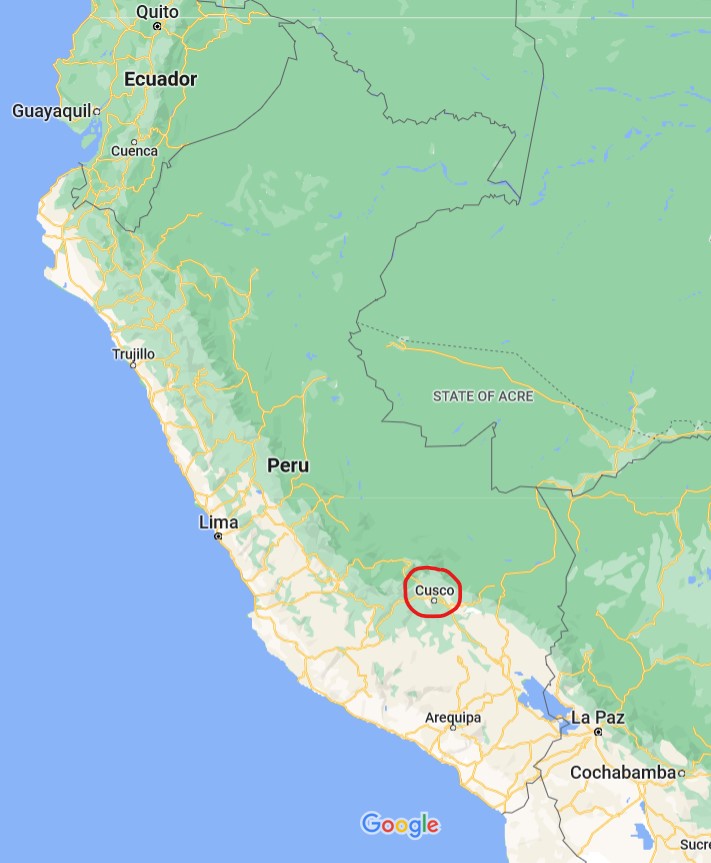 Quito
Ecuador
Guayaquil
Cuenca
Trujillo
STATE OF ACRE
Peru
Lima
Cusco
Arequipa
La Paz
Cochabamba
Google
Sucre